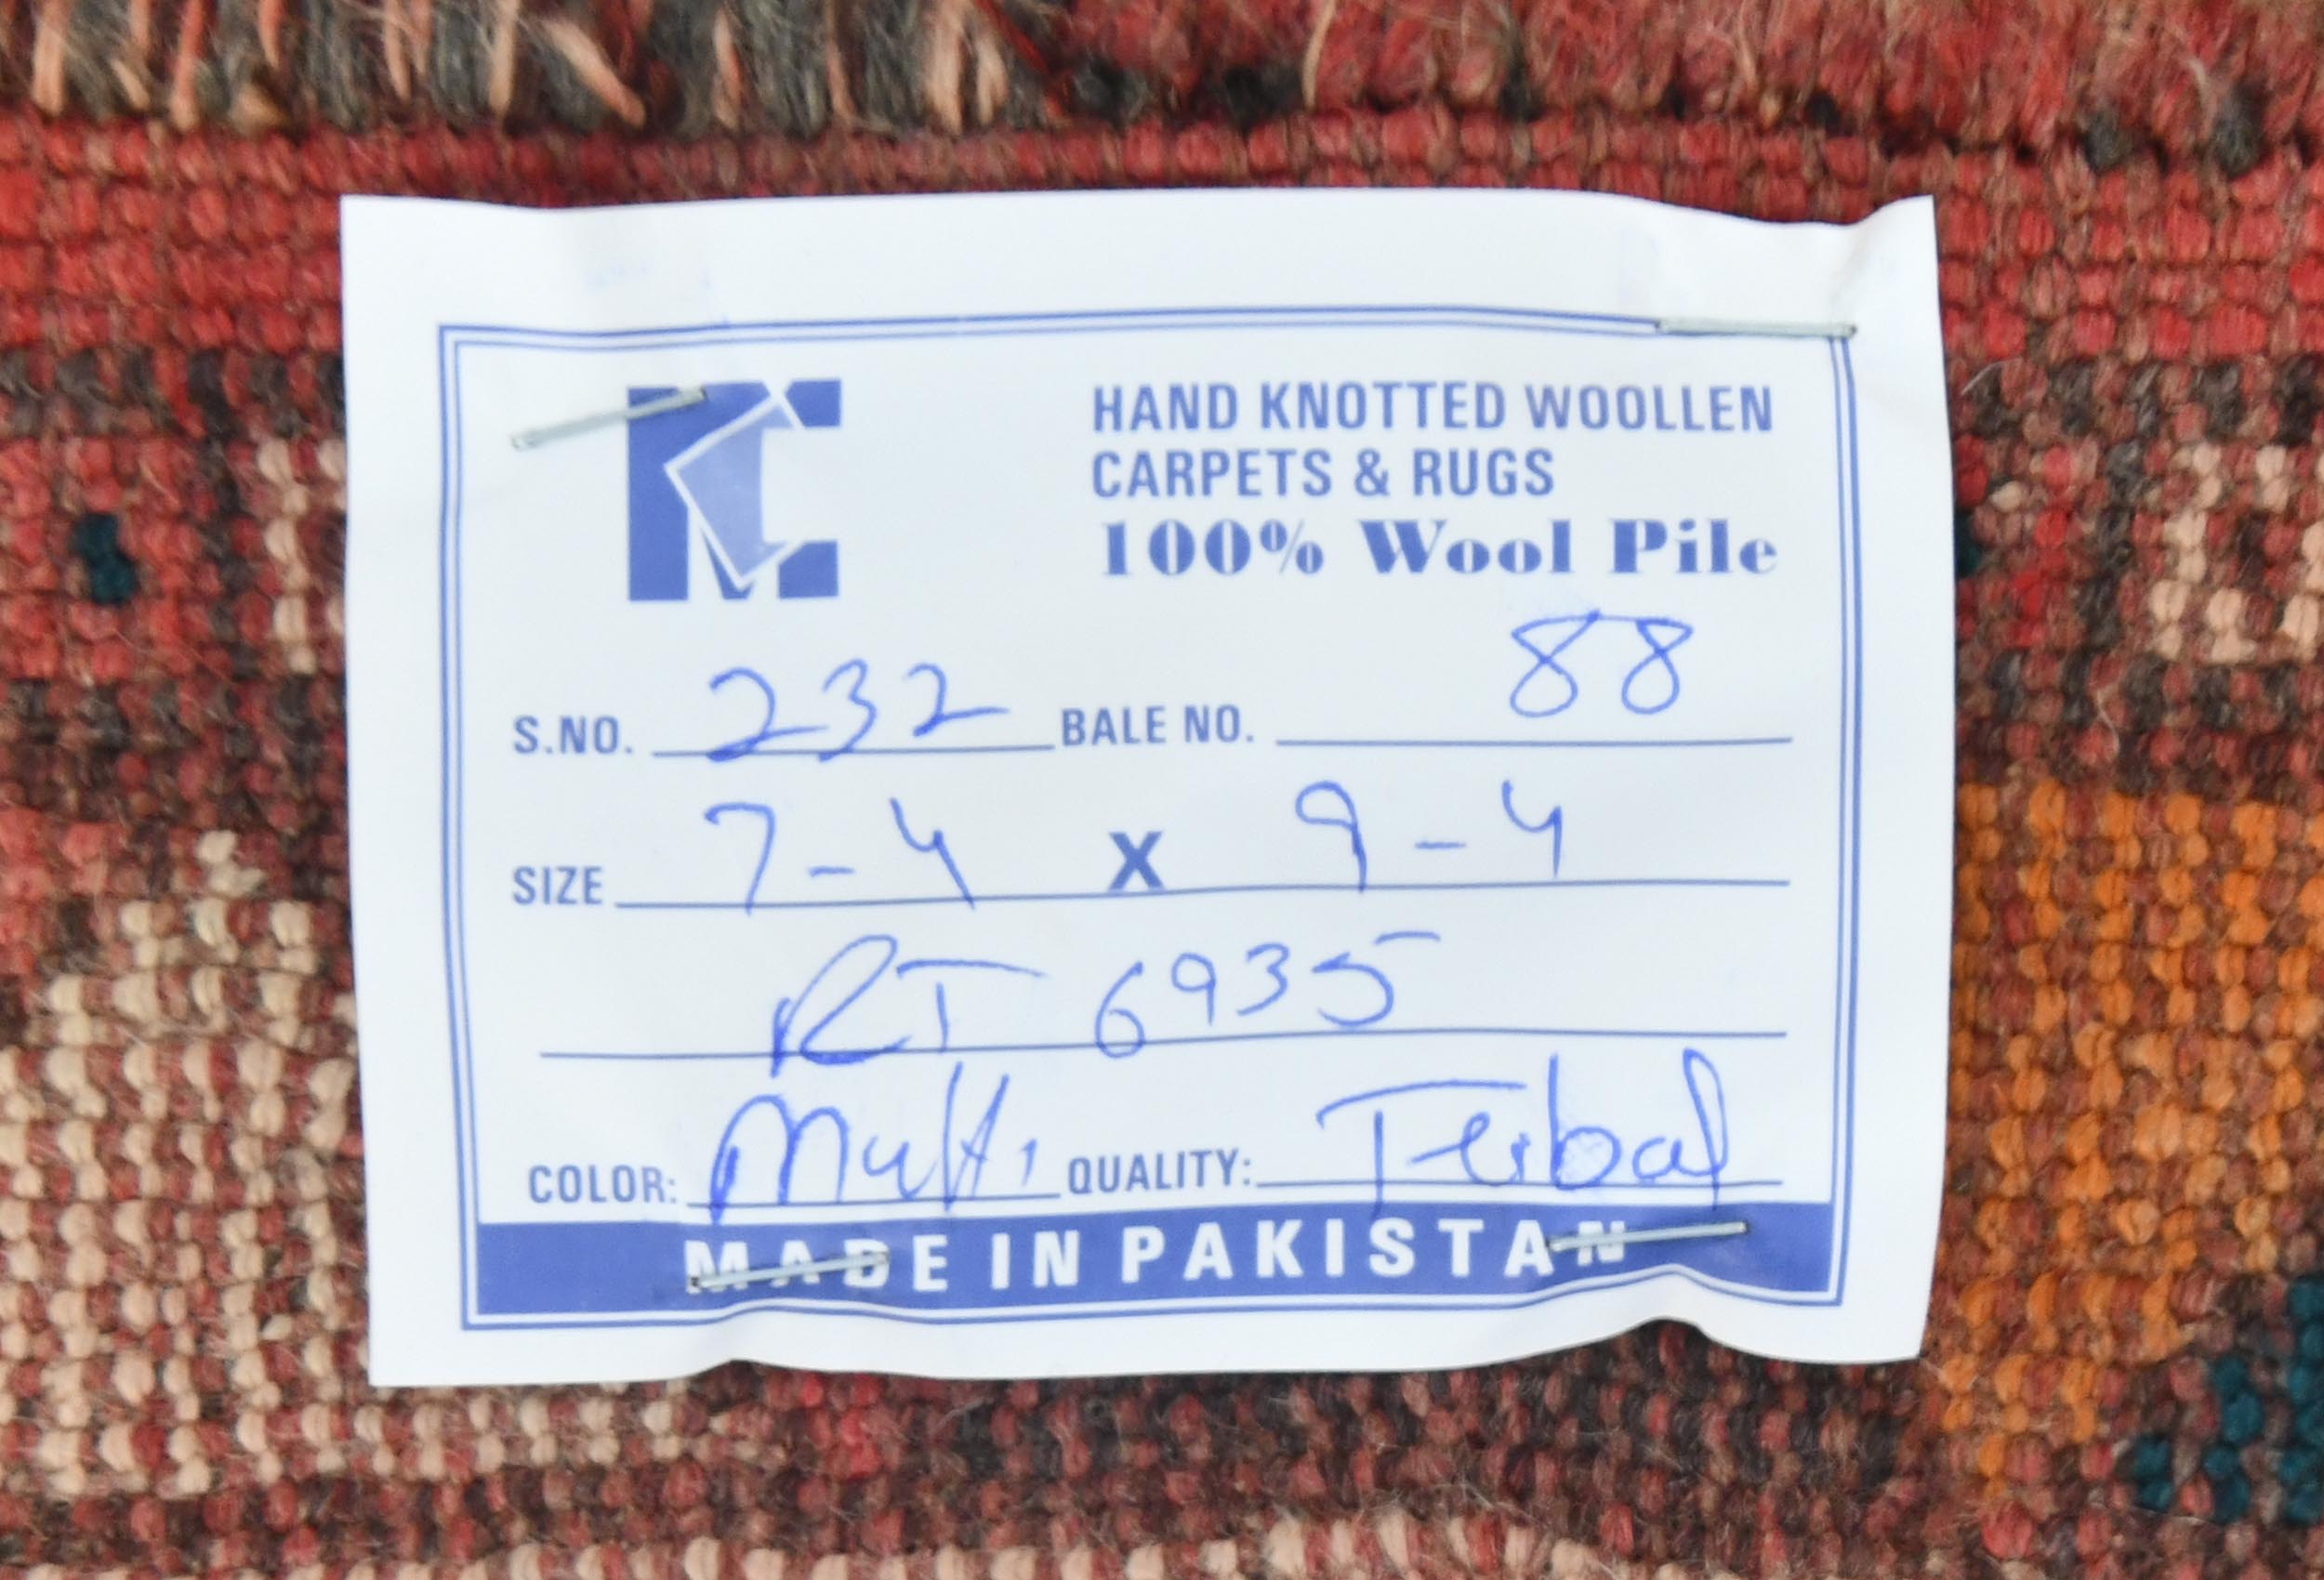 HAND KNOTTED WOOLLEN
CARPETS & RUGS
100% Wool Pile
S.NO. 232 BALE NO. 88
SIZE 7-4 X 9-4
RT 6935
COLOR: Multi QUALITY:
MADE IN PAKISTAN